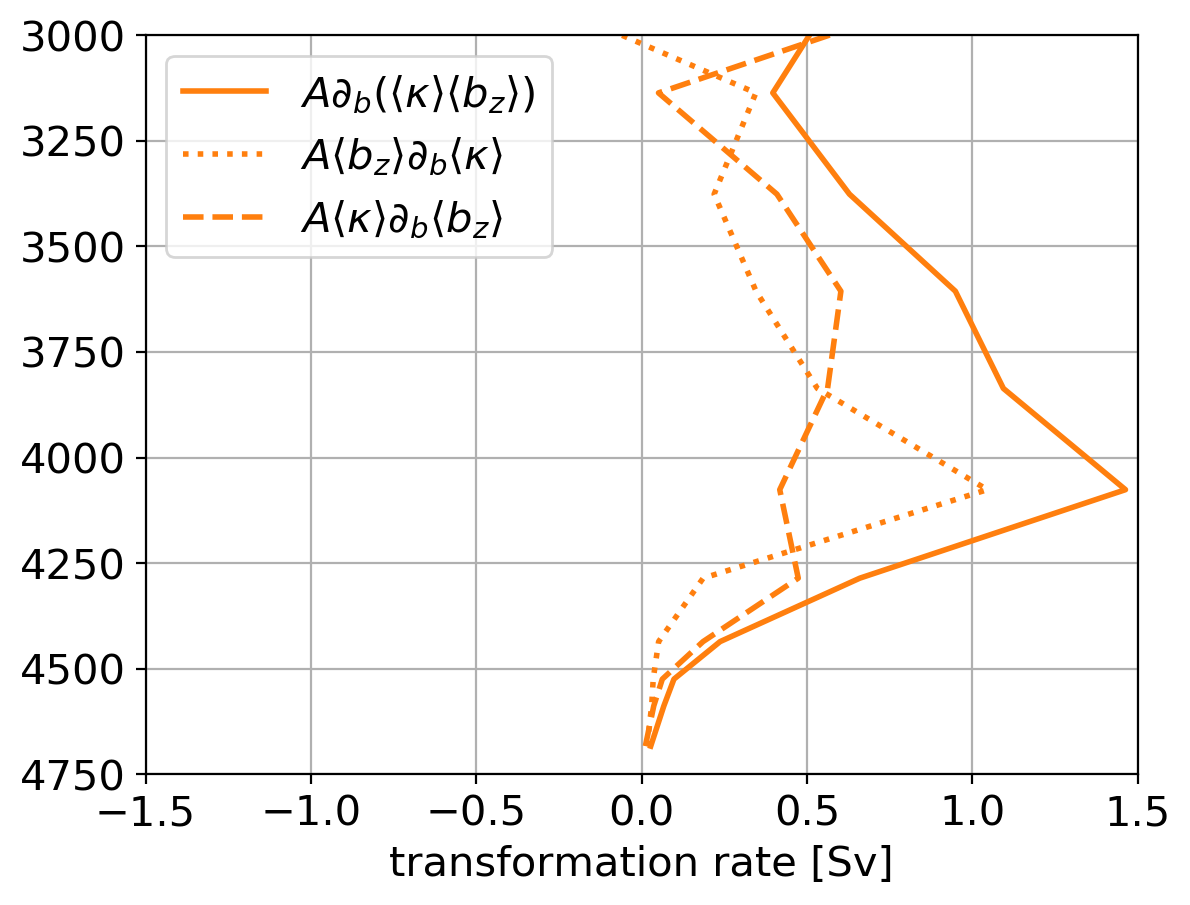 3000
A∂_b(⟨κ⟩⟨b_z⟩)
A⟨b_z⟩∂_b⟨κ⟩
A⟨κ⟩∂_b⟨b_z⟩
3250
3500
3750
4000
4250
4500
4750
−1.5 −1.0 −0.5 0.0 0.5 1.0 1.5
transformation rate [Sv]